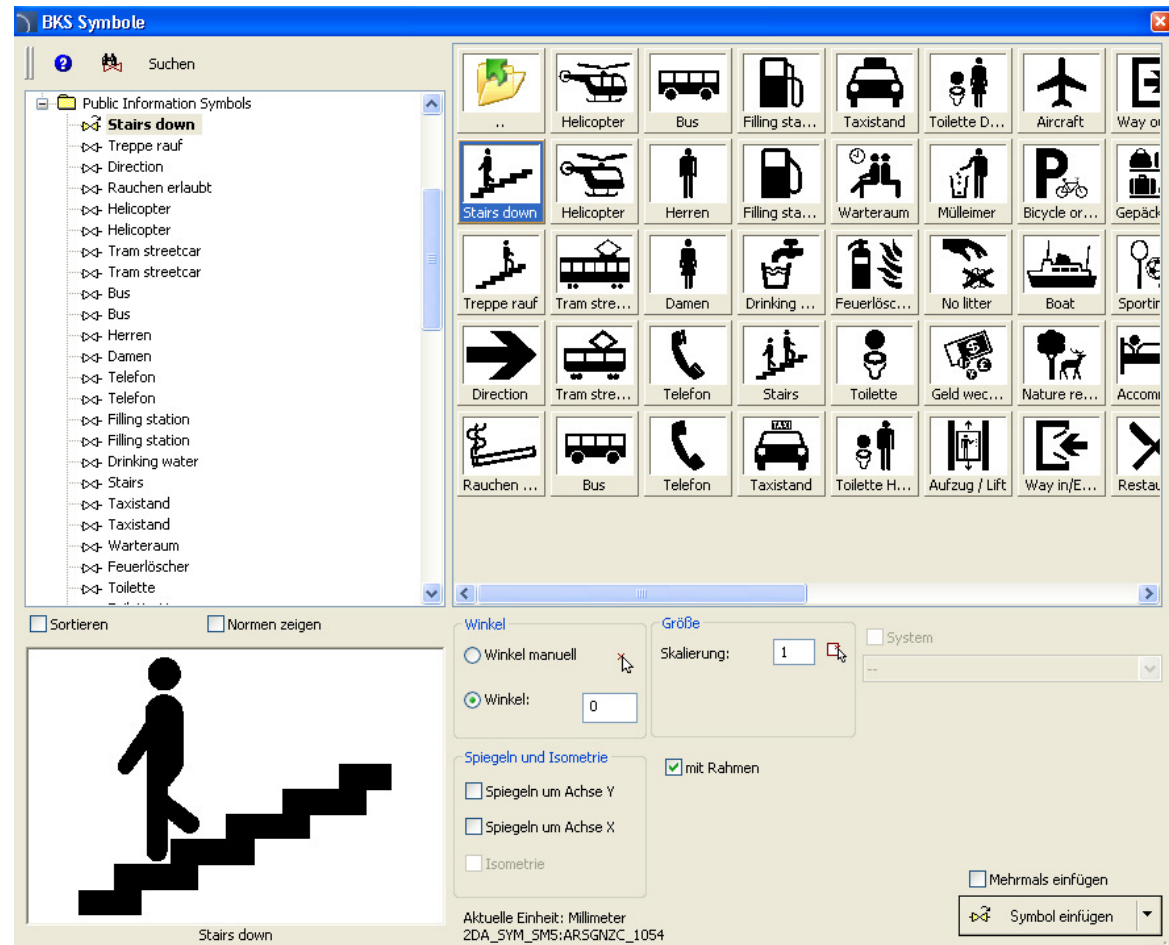 BKS Symbole
Suchen
Public Information Symbols
Stairs down
Treppe rauf
Direction
Rauchen erlaubt
Helicopter
Helicopter
Tram streetcar
Tram streetcar
Bus
Bus
Herren
Damen
Telefon
Telefon
Filling station
Filling station
Drinking water
Stairs
Taxistand
Taxistand
Warteraum
Feuerlöscher
Toilette
.. Helicopter Bus Filling sta... Taxistand Toilette D... Aircraft Way ou
Stairs down Helicopter Herren Filling sta... Warteraum Mülleimer Bicycle or... Gepäck
Treppe rauf Tram stre... Damen Drinking ... Feuerlösc... No litter Boat Sportin
Direction Tram stre... Telefon Stairs Toilette Geld wec... Nature re... Accomm
TAXI
Rauchen ... Bus Telefon Taxistand Toilette H... Aufzug / Lift Way in/E... Restau
Sortieren Normen zeigen
Stairs down
Winkel
Winkel manuell
Winkel: 0
Größe
Skalierung: 1
System
--
Spiegeln und Isometrie
Spiegeln um Achse Y
Spiegeln um Achse X
Isometrie
mit Rahmen
Aktuelle Einheit: Millimeter
2DA_SYM_SM5:ARSGNZC_1054
Mehrmals einfügen
Symbol einfügen